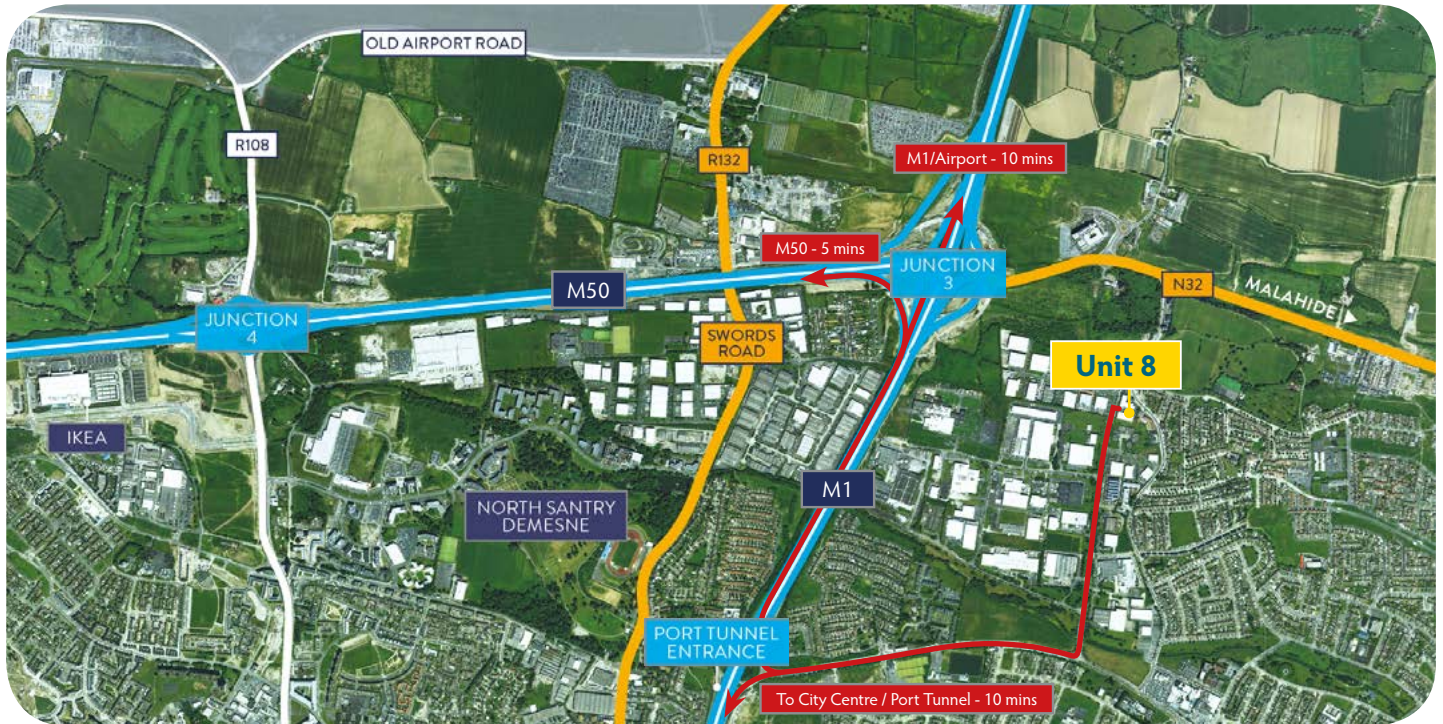 OLD AIRPORT ROAD
R108
R132
M1/Airport - 10 mins
M50 - 5 mins
JUNCTION
3
M50
N32
MALAHIDE
JUNCTION
4
SWORDS
ROAD
Unit 8
IKEA
M1
NORTH SANTRY
DEMESNE
PORT TUNNEL
ENTRANCE
To City Centre / Port Tunnel - 10 mins